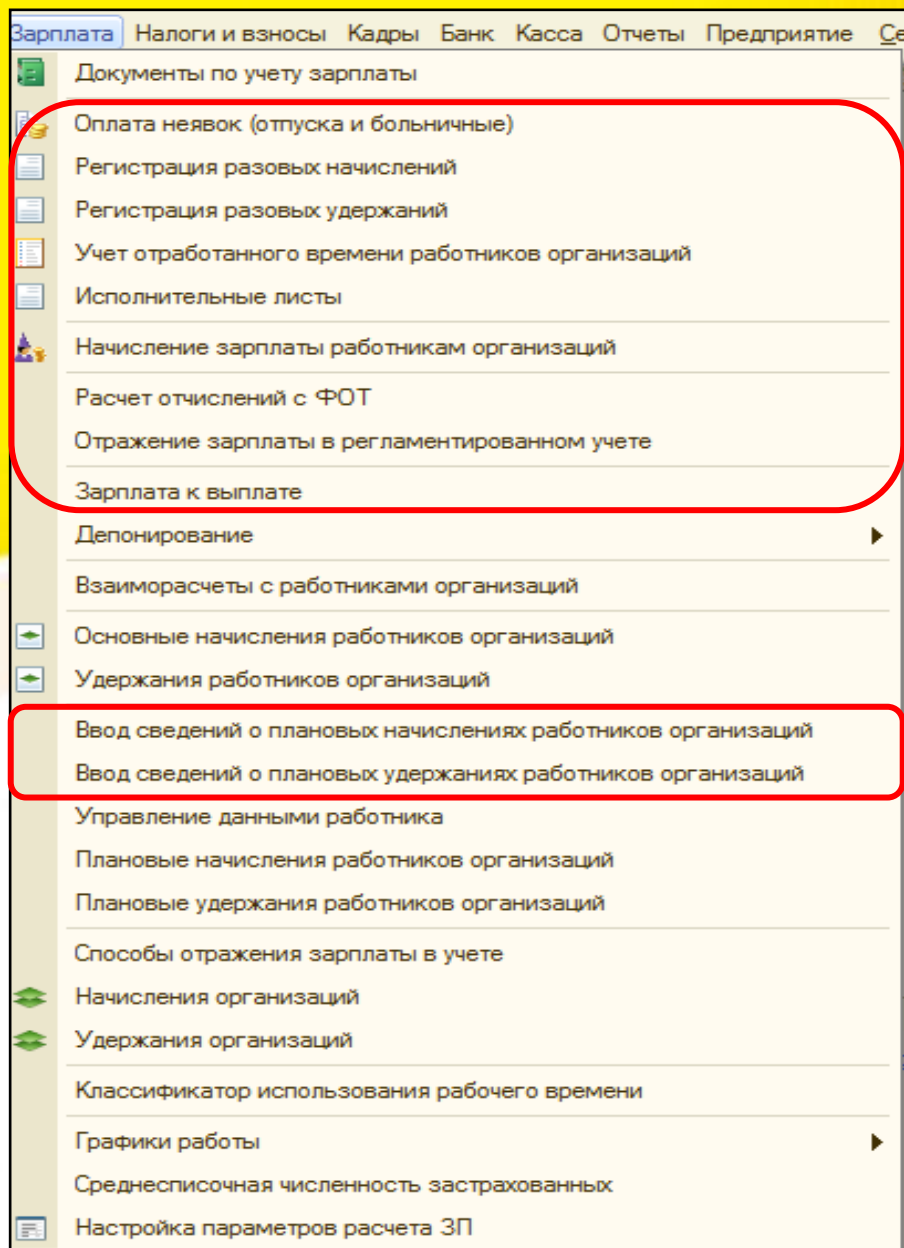 Зарплата Налоги и взносы Кадры Банк Касса Отчеты Предприятие Се
Документы по учету зарплаты
Оплата неявок (отпуска и больничные)
Регистрация разовых начислений
Регистрация разовых удержаний
Учет отработанного времени работников организаций
Исполнительные листы
Начисление зарплаты работникам организаций
Расчет отчислений с ФОТ
Отражение зарплаты в регламентированном учете
Зарплата к выплате
Депонирование
Взаиморасчеты с работниками организаций
Основные начисления работников организаций
Удержания работников организаций
Ввод сведений о плановых начислениях работников организаций
Ввод сведений о плановых удержаниях работников организаций
Управление данными работника
Плановые начисления работников организаций
Плановые удержания работников организаций
Способы отражения зарплаты в учете
Начисления организаций
Удержания организаций
Классификатор использования рабочего времени
Графики работы
Среднесписочная численность застрахованных
Настройка параметров расчета ЗП